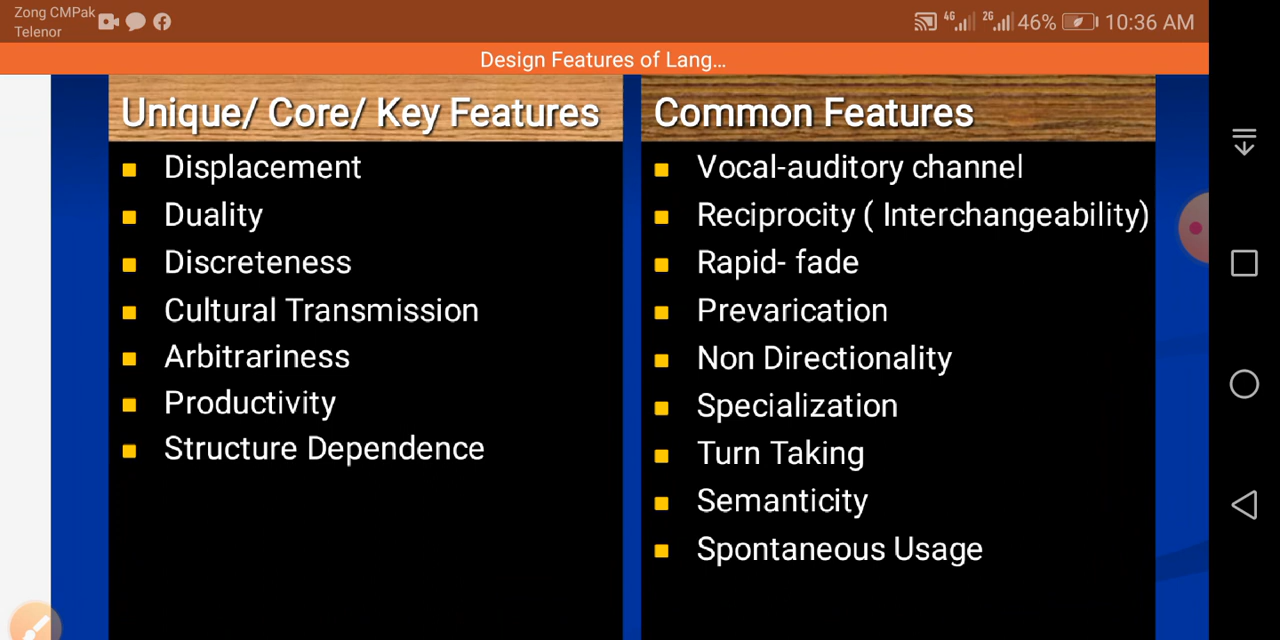 Zong CMPak
Telenor
4G
2G
46%
10:36 AM
Design Features of Lang...
Unique/ Core/ Key Features
Displacement
Duality
Discreteness
Cultural Transmission
Arbitrariness
Productivity
Structure Dependence
Common Features
Vocal-auditory channel
Reciprocity ( Interchangeability)
Rapid- fade
Prevarication
Non Directionality
Specialization
Turn Taking
Semanticity
Spontaneous Usage